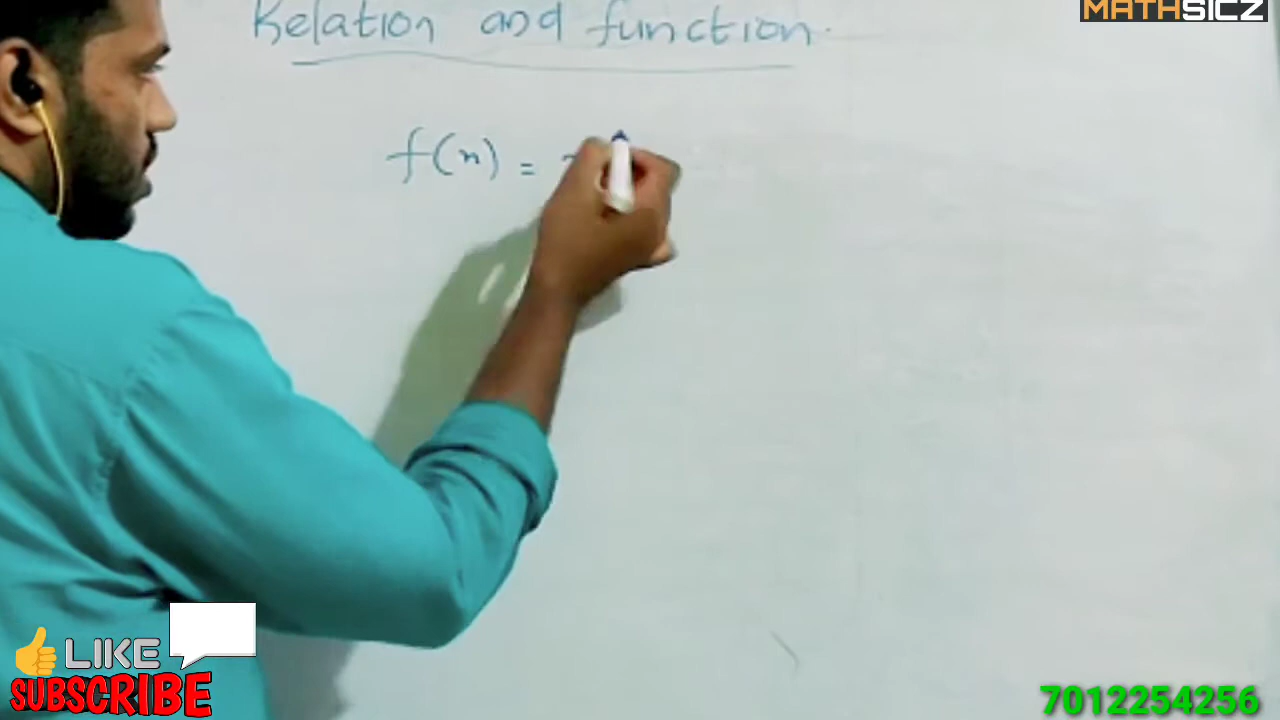 MATHSICZ
Relation and function.
f(x) =
LIKE
SUBSCRIBE
7012254256